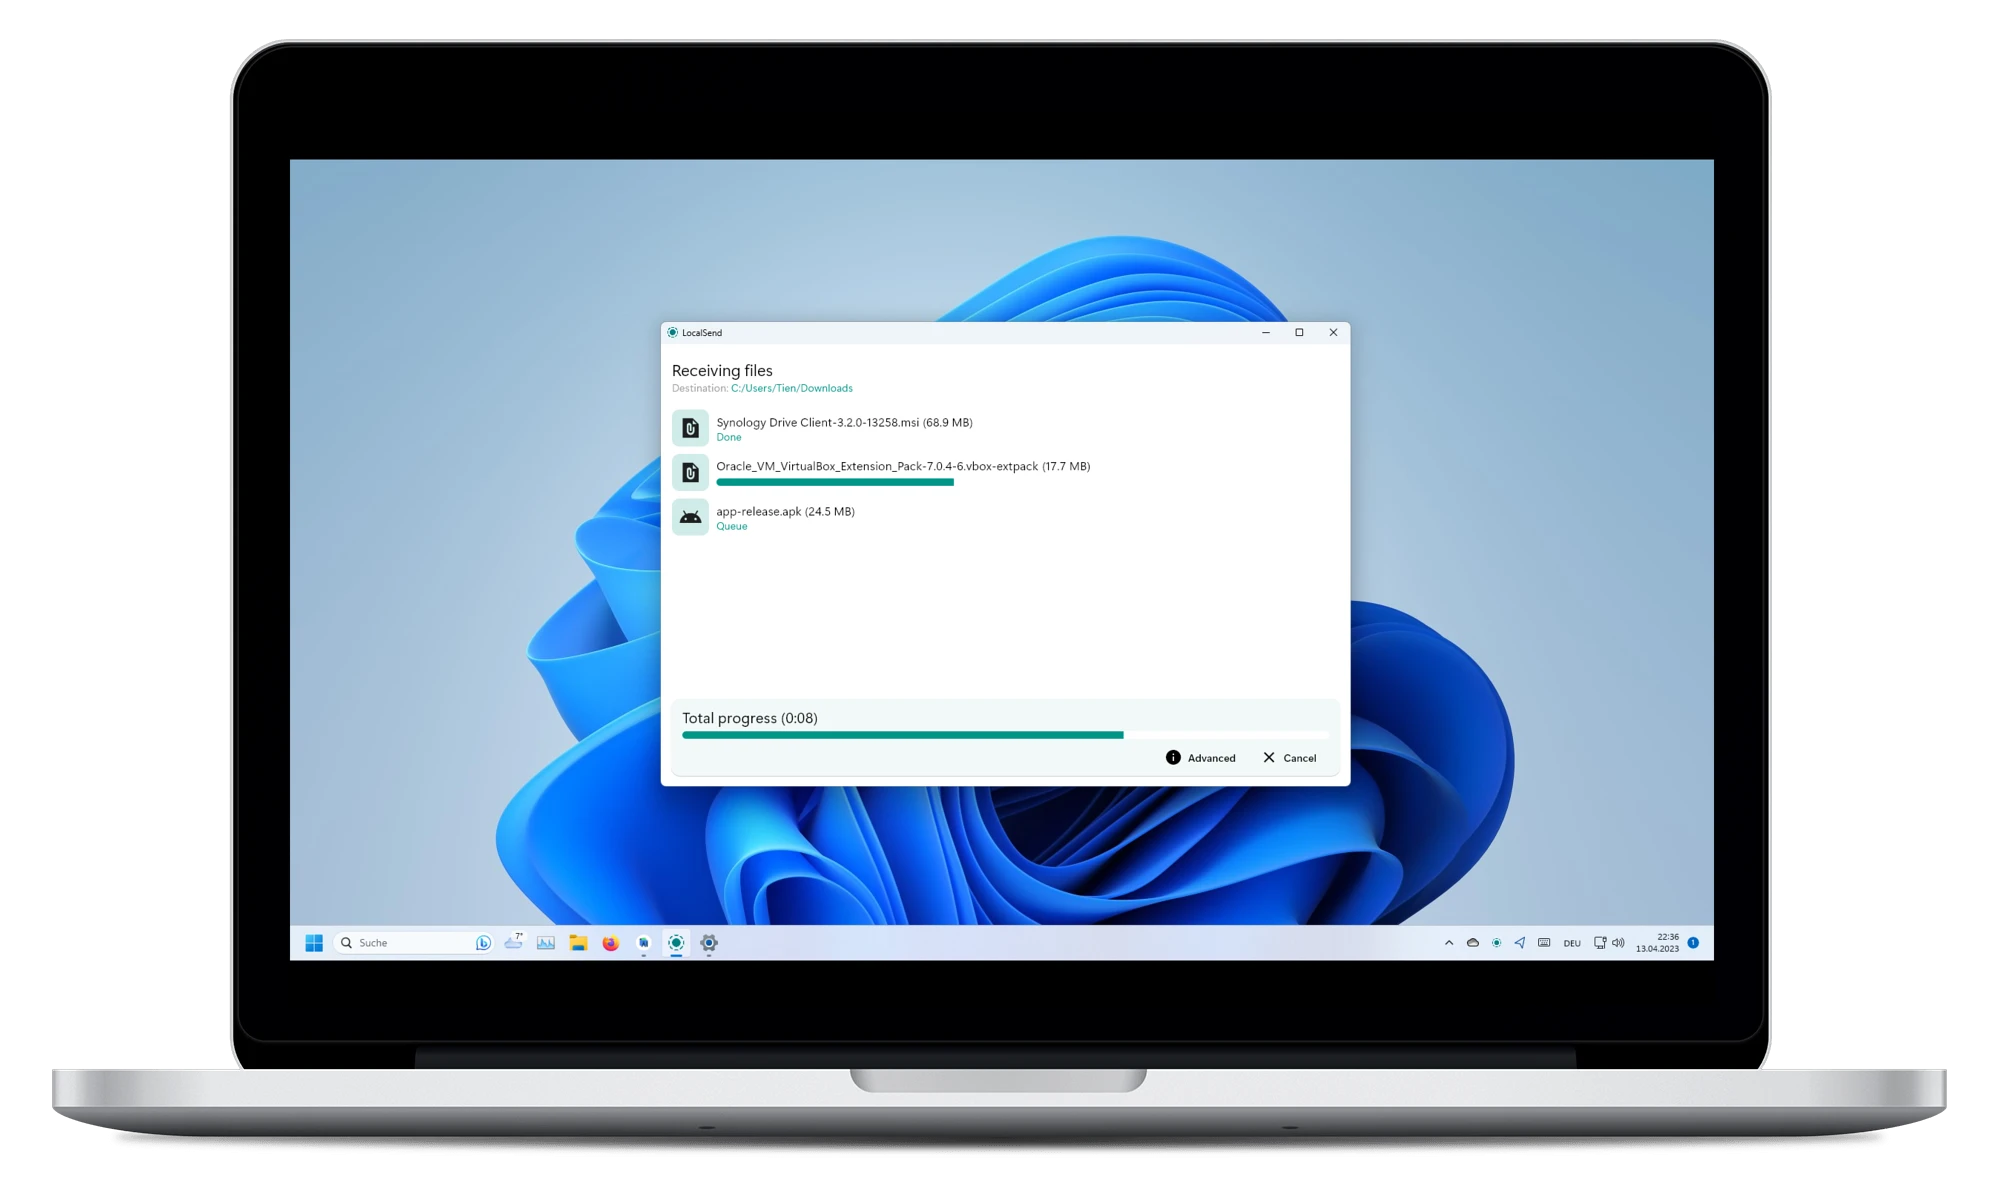 LocalSend
Receiving files
Destination: C:/Users/Tien/Downloads
Synology Drive Client-3.2.0-13258.msi (68.9 MB)
Done
Oracle_VM_VirtualBox_Extension_Pack-7.0.4-6.vbox-extpack (17.7 MB)
app-release.apk (24.5 MB)
Queue
Total progress (0:08)
Advanced
Cancel
Suche
7°
DEU
22:36
13.04.2023
1